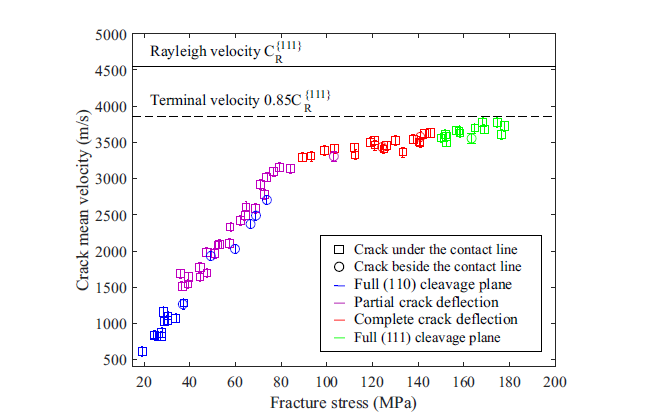 5000
4500
4000
3500
3000
2500
2000
1500
1000
500
20
40
60
80
100
120
140
160
180
200
Crack mean velocity (m/s)
Fracture stress (MPa)
Rayleigh velocity C_R^{111}
Terminal velocity 0.85C_R^{111}
Crack under the contact line
Crack beside the contact line
Full (110) cleavage plane
Partial crack deflection
Complete crack deflection
Full (111) cleavage plane